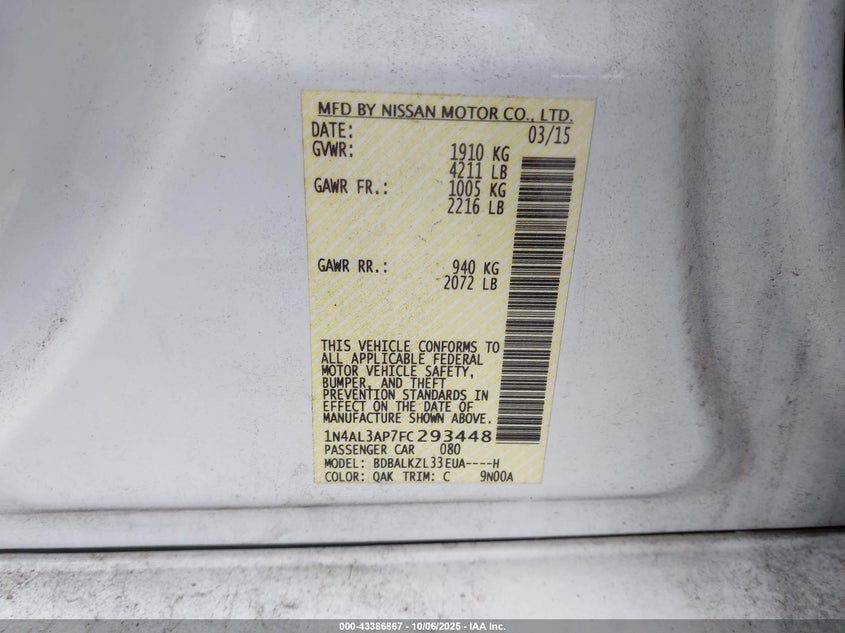 MFD BY NISSAN MOTOR CO., LTD.
DATE: 03/15
GVWR: 1910 KG
4211 LB
GAWR FR.: 1005 KG
2216 LB
GAWR RR.: 940 KG
2072 LB
THIS VEHICLE CONFORMS TO
ALL APPLICABLE FEDERAL
MOTOR VEHICLE SAFETY,
BUMPER, AND THEFT
PREVENTION STANDARDS IN
EFFECT ON THE DATE OF
MANUFACTURE SHOWN ABOVE.
1N4AL3AP7FC293448
PASSENGER CAR 080
MODEL: BDBALKZL33EUA----H
COLOR: QAK TRIM: C 9N00A
000-43386867 - 10/06/2025 - IAA Inc.